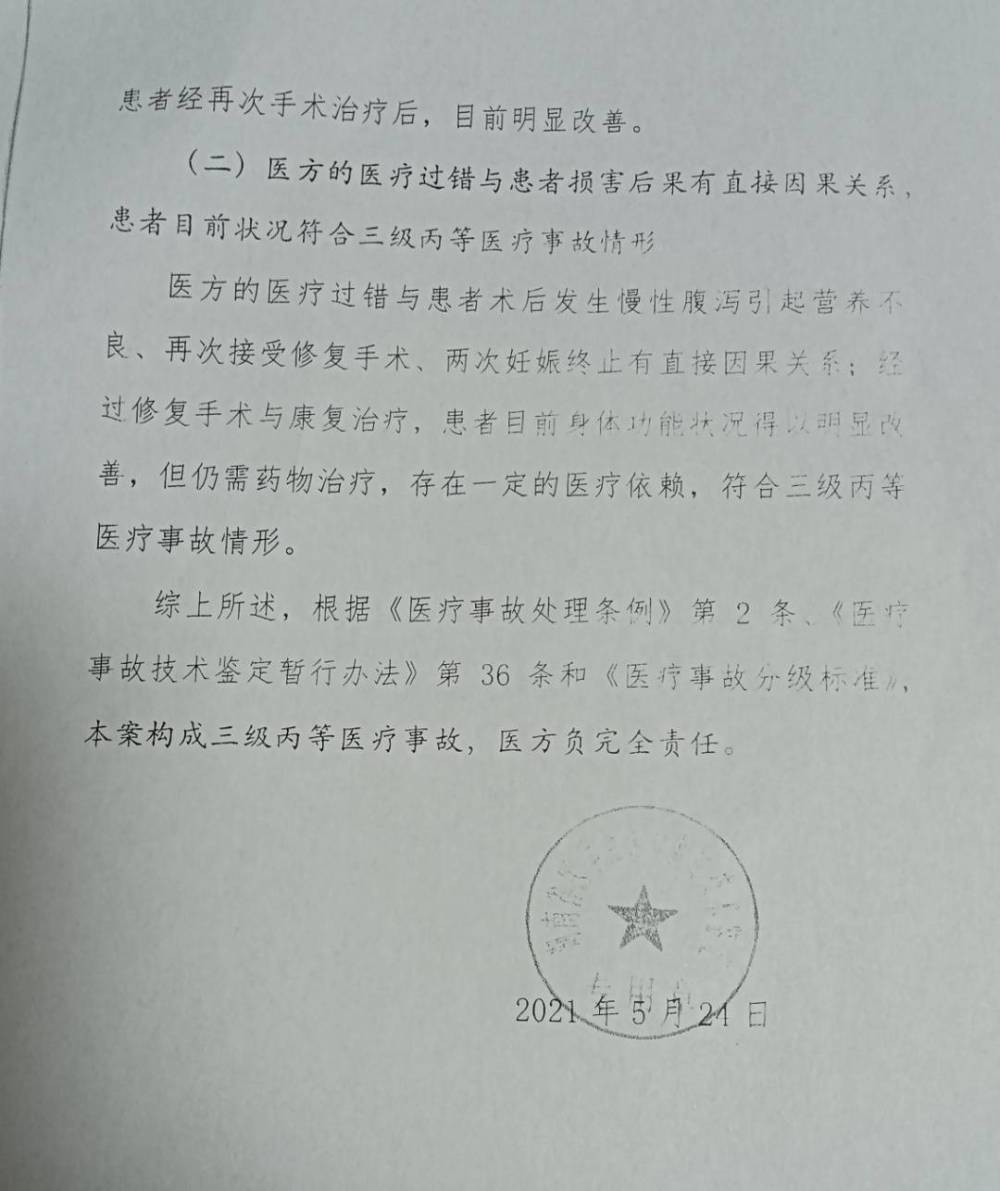 患者经再次手术治疗后，目前明显改善。
（二）医方的医疗过错与患者损害后果有直接因果关系，
患者目前状况符合三级丙等医疗事故情形
医方的医疗过错与患者术后发生慢性腹泻引起营养不
良、再次接受修复手术、两次妊娠终止有直接因果关系；经
过修复手术与康复治疗，患者目前身体功能状况得以明显改
善，但仍需药物治疗，存在一定的医疗依赖，符合三级丙等
医疗事故情形。
综上所述，根据《医疗事故处理条例》第 2 条、《医疗
事故技术鉴定暂行办法》第 36 条和《医疗事故分级标准》，
本案构成三级丙等医疗事故，医方负完全责任。
2021 年 5 月 24 日